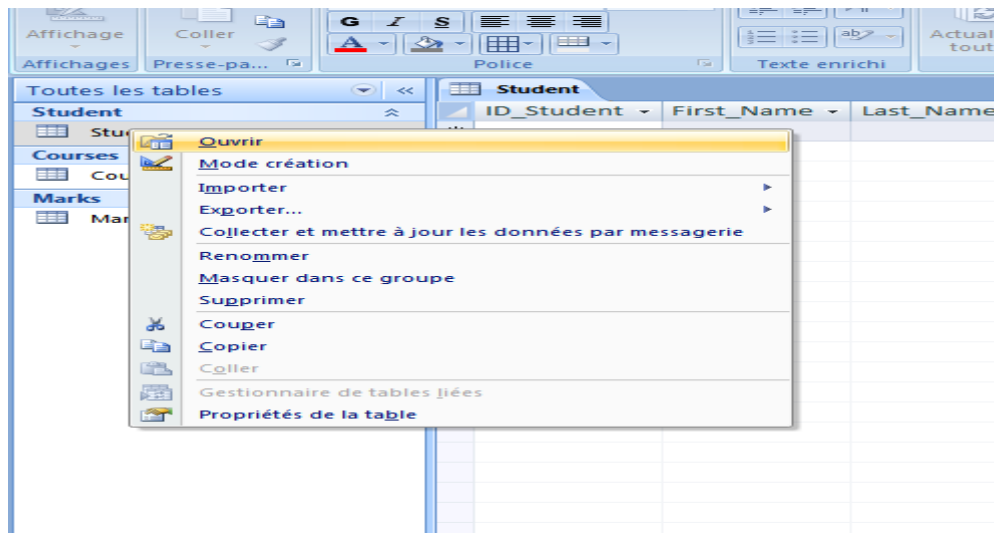 Affichage
Coller
G I S
A
Actual
tout
Affichages
Presse-pa...
Police
Texte enrichi
Toutes les tables
Student
ID_Student
First_Name
Last_Name
Student
Stu
Courses
Cou
Marks
Mar
Ouvrir
Mode création
Importer
Exporter...
Collecter et mettre à jour les données par messagerie
Renommer
Masquer dans ce groupe
Supprimer
Couper
Copier
Coller
Gestionnaire de tables liées
Propriétés de la table